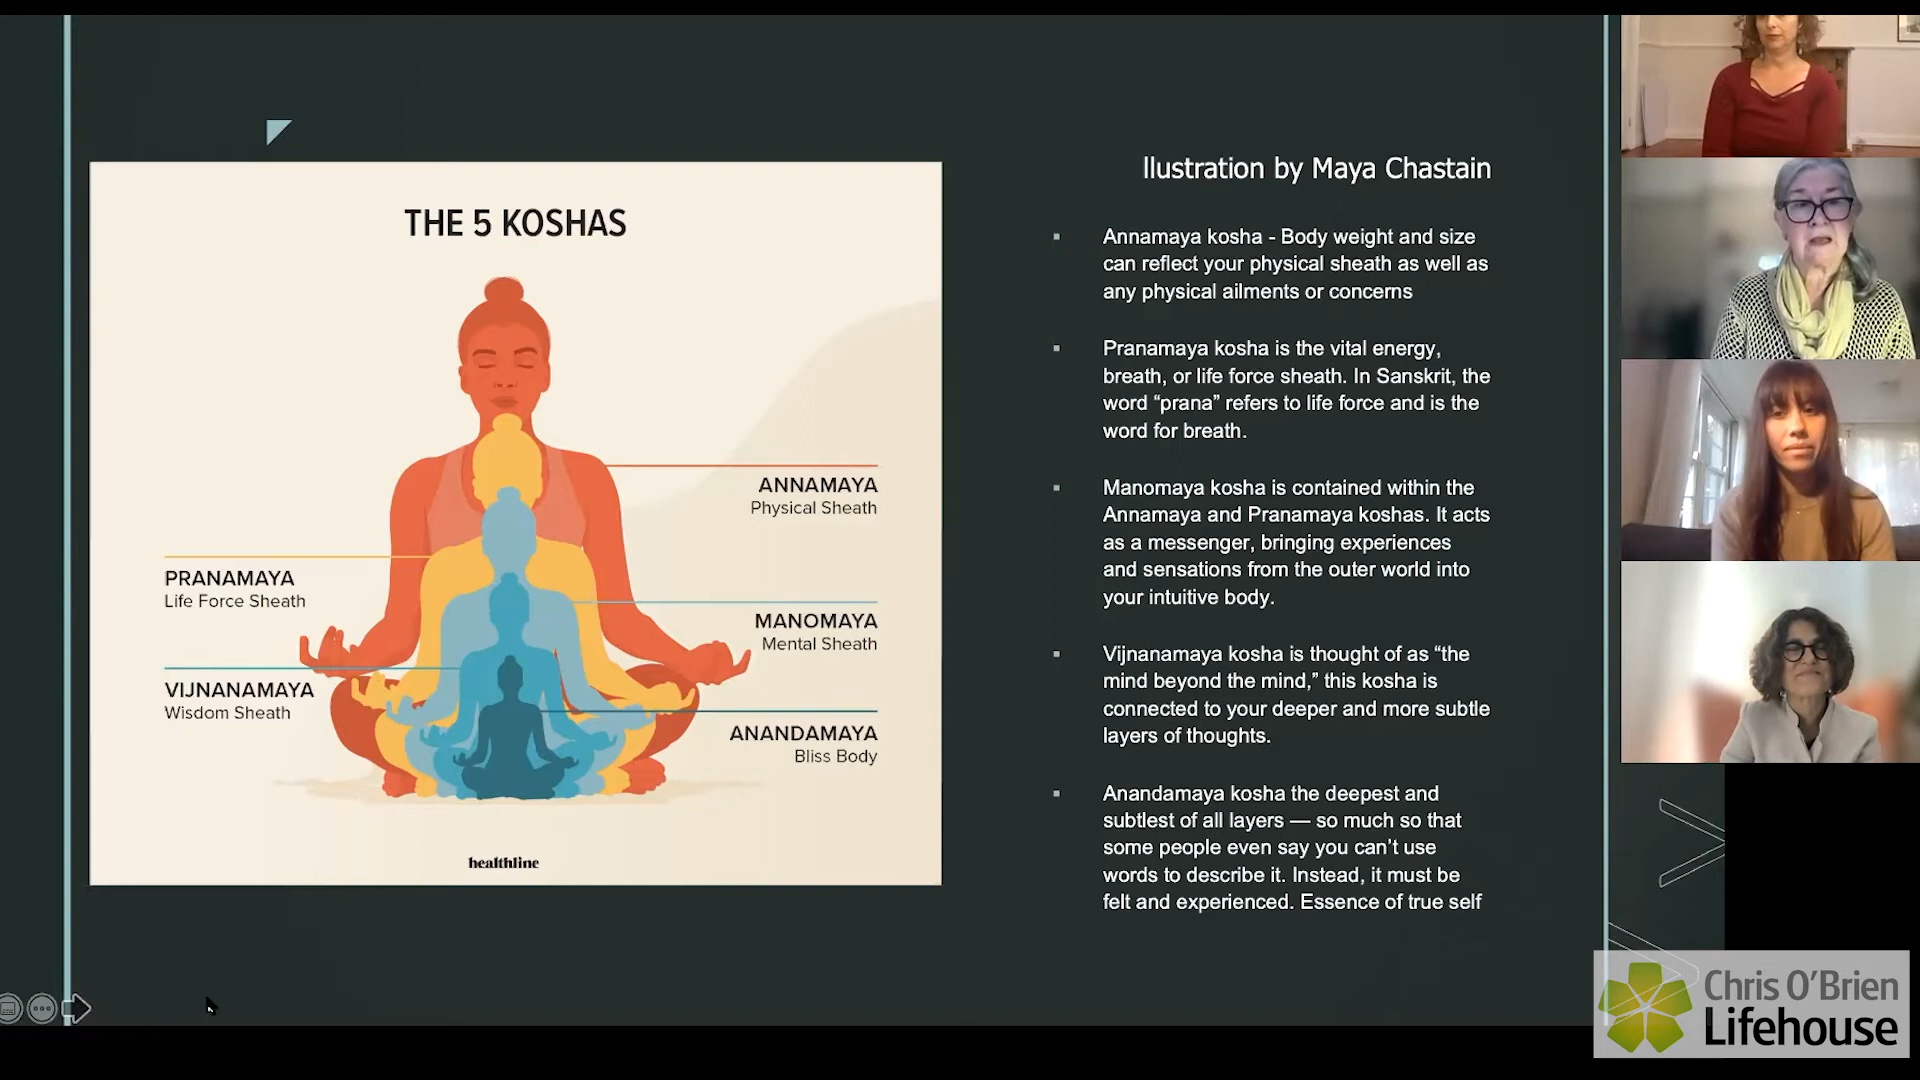 THE 5 KOSHAS
ANNAMAYA
Physical Sheath
PRANAMAYA
Life Force Sheath
MANOMAYA
Mental Sheath
VIJNANAMAYA
Wisdom Sheath
ANANDAMAYA
Bliss Body
healthline
llustration by Maya Chastain
Annamaya kosha - Body weight and size
can reflect your physical sheath as well as
any physical ailments or concerns
Pranamaya kosha is the vital energy,
breath, or life force sheath. In Sanskrit, the
word “prana” refers to life force and is the
word for breath.
Manomaya kosha is contained within the
Annamaya and Pranamaya koshas. It acts
as a messenger, bringing experiences
and sensations from the outer world into
your intuitive body.
Vijnanamaya kosha is thought of as “the
mind beyond the mind,” this kosha is
connected to your deeper and more subtle
layers of thoughts.
Anandamaya kosha the deepest and
subtlest of all layers — so much so that
some people even say you can’t use
words to describe it. Instead, it must be
felt and experienced. Essence of true self
Chris O’Brien
Lifehouse